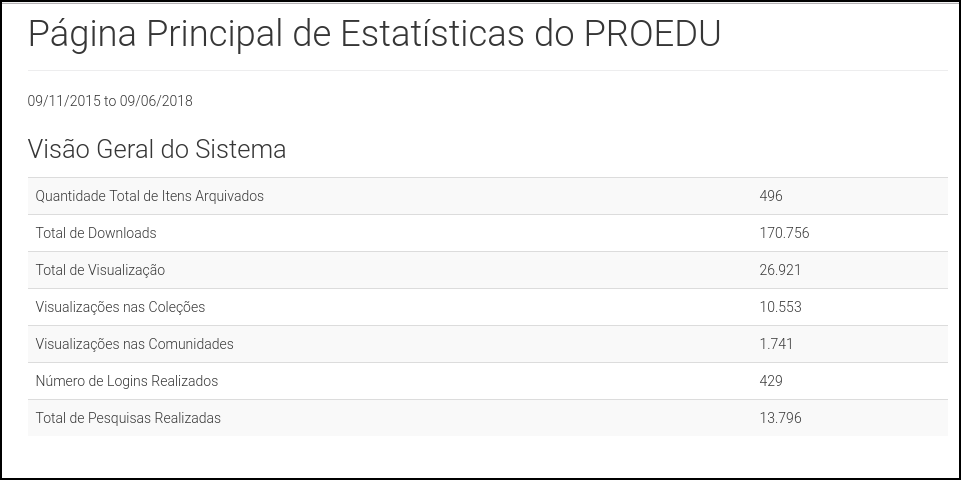 Página Principal de Estatísticas do PROEDU
09/11/2015 to 09/06/2018
Visão Geral do Sistema
Quantidade Total de Itens Arquivados 496
Total de Downloads 170.756
Total de Visualização 26.921
Visualizações nas Coleções 10.553
Visualizações nas Comunidades 1.741
Número de Logins Realizados 429
Total de Pesquisas Realizadas 13.796